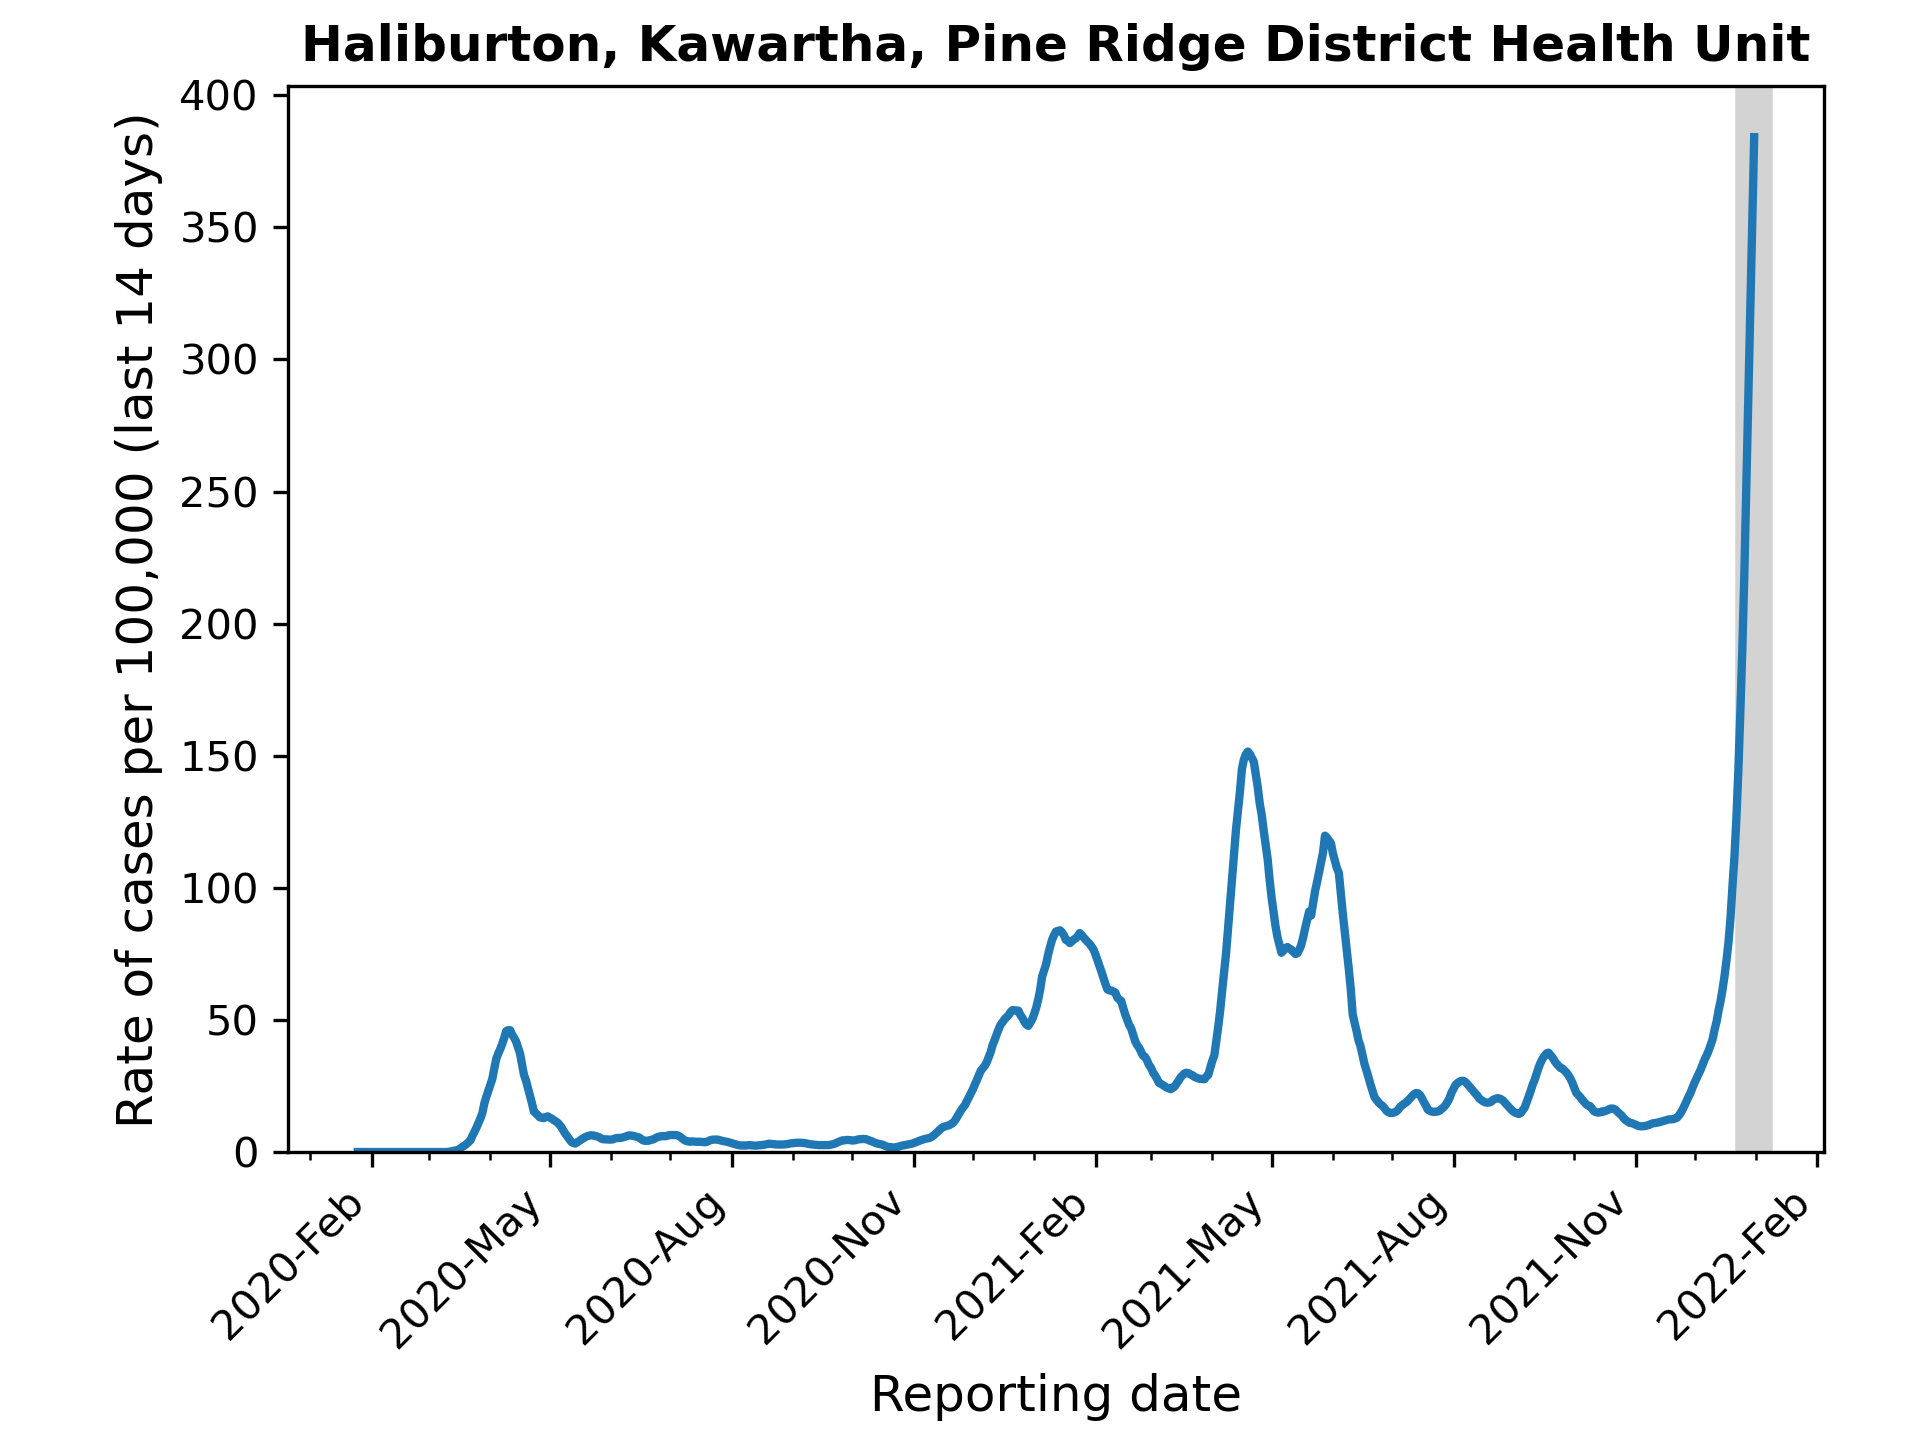 Haliburton, Kawartha, Pine Ridge District Health Unit
Rate of cases per 100,000 (last 14 days)
400
350
300
250
200
150
100
50
0
2020-Feb
2020-May
2020-Aug
2020-Nov
2021-Feb
2021-May
2021-Aug
2021-Nov
2022-Feb
Reporting date